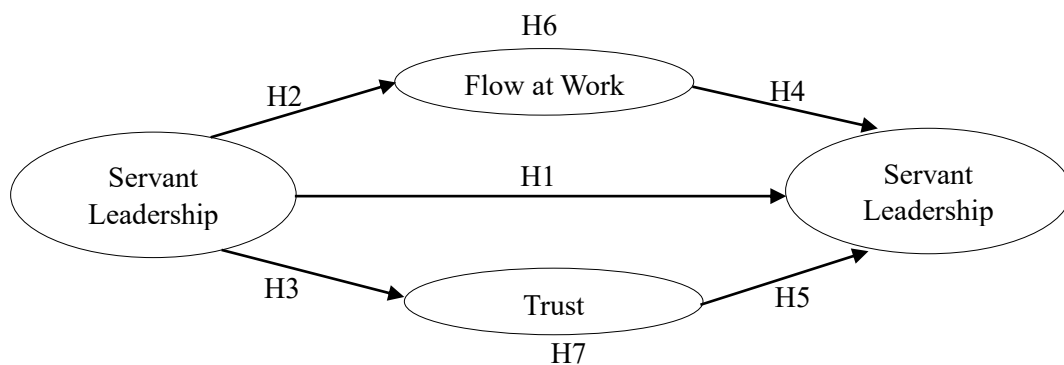 H6
Flow at Work
H2
H4
Servant
Leadership
H1
Servant
Leadership
H3
Trust
H5
H7